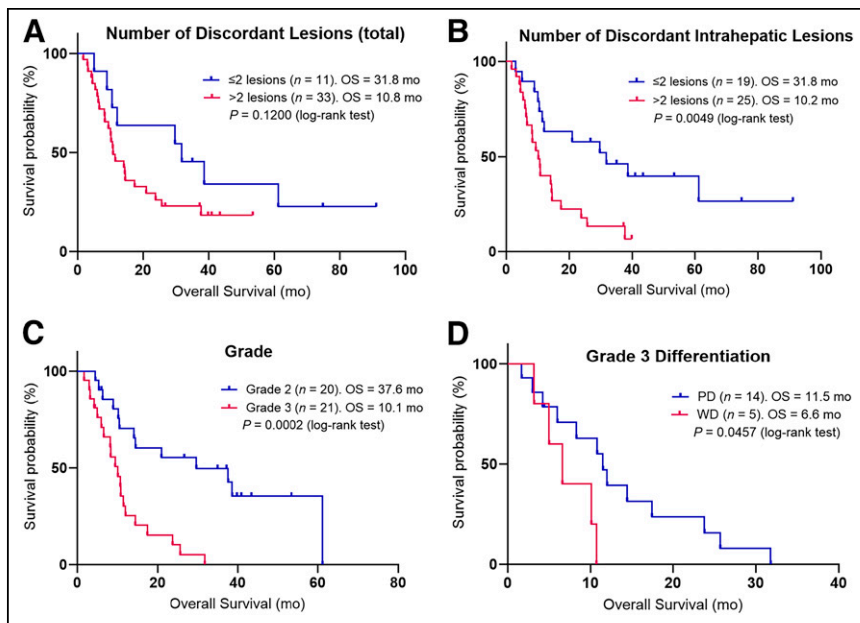 A
Number of Discordant Lesions (total)
Survival probability (%)
100
50
0
≤2 lesions (n = 11). OS = 31.8 mo
>2 lesions (n = 33). OS = 10.8 mo
P = 0.1200 (log-rank test)
0 20 40 60 80 100
Overall Survival (mo)
B
Number of Discordant Intrahepatic Lesions
Survival probability (%)
100
50
0
≤2 lesions (n = 19). OS = 31.8 mo
>2 lesions (n = 25). OS = 10.2 mo
P = 0.0049 (log-rank test)
0 20 40 60 80 100
Overall Survival (mo)
C
Grade
Survival probability (%)
100
50
0
Grade 2 (n = 20). OS = 37.6 mo
Grade 3 (n = 21). OS = 10.1 mo
P = 0.0002 (log-rank test)
0 20 40 60 80
Overall Survival (mo)
D
Grade 3 Differentiation
Survival probability (%)
100
50
0
PD (n = 14). OS = 11.5 mo
WD (n = 5). OS = 6.6 mo
P = 0.0457 (log-rank test)
0 10 20 30 40
Overall Survival (mo)